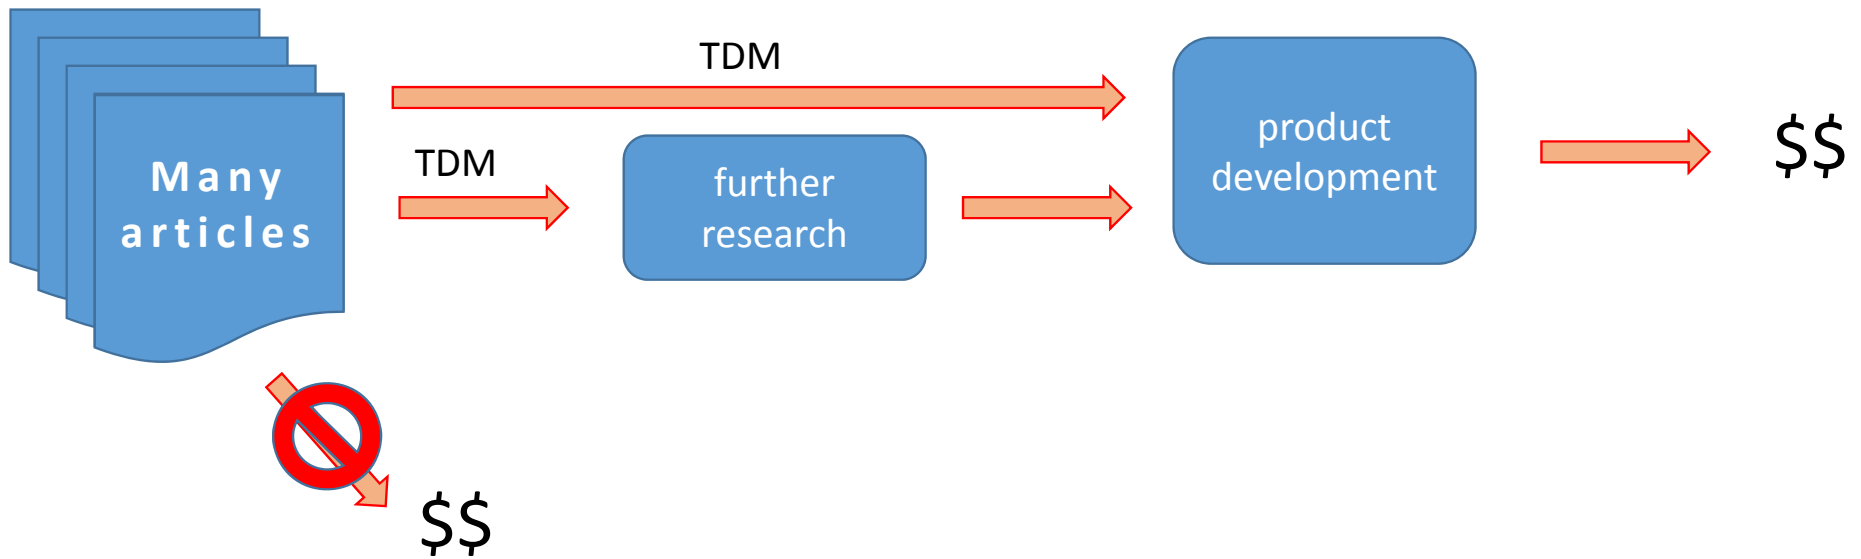 TDM
Many
articles
TDM
further
research
product
development
$$
$$